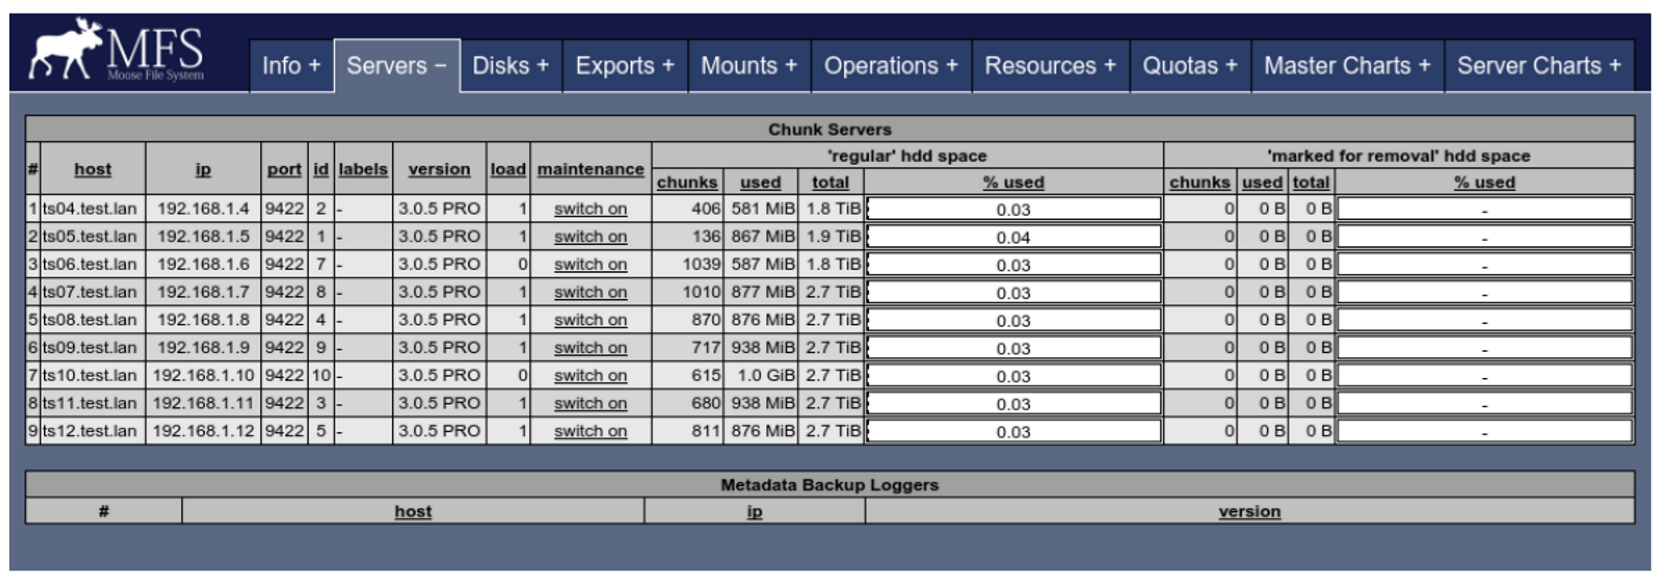 MFS
Moose File System
Info + Servers − Disks + Exports + Mounts + Operations + Resources + Quotas + Master Charts + Server Charts +
Chunk Servers
# host ip port id labels version load maintenance 'regular' hdd space 'marked for removal' hdd space
chunks used total % used chunks used total % used
1 ts04.test.lan 192.168.1.4 9422 2 - 3.0.5 PRO 1 switch on 406 581 MiB 1.8 TiB 0.03 0 0 B 0 B -
2 ts05.test.lan 192.168.1.5 9422 1 - 3.0.5 PRO 1 switch on 136 867 MiB 1.9 TiB 0.04 0 0 B 0 B -
3 ts06.test.lan 192.168.1.6 9422 7 - 3.0.5 PRO 0 switch on 1039 587 MiB 1.8 TiB 0.03 0 0 B 0 B -
4 ts07.test.lan 192.168.1.7 9422 8 - 3.0.5 PRO 1 switch on 1010 877 MiB 2.7 TiB 0.03 0 0 B 0 B -
5 ts08.test.lan 192.168.1.8 9422 4 - 3.0.5 PRO 1 switch on 870 876 MiB 2.7 TiB 0.03 0 0 B 0 B -
6 ts09.test.lan 192.168.1.9 9422 9 - 3.0.5 PRO 1 switch on 717 938 MiB 2.7 TiB 0.03 0 0 B 0 B -
7 ts10.test.lan 192.168.1.10 9422 10 - 3.0.5 PRO 0 switch on 615 1.0 GiB 2.7 TiB 0.03 0 0 B 0 B -
8 ts11.test.lan 192.168.1.11 9422 3 - 3.0.5 PRO 1 switch on 680 938 MiB 2.7 TiB 0.03 0 0 B 0 B -
9 ts12.test.lan 192.168.1.12 9422 5 - 3.0.5 PRO 1 switch on 811 876 MiB 2.7 TiB 0.03 0 0 B 0 B -
Metadata Backup Loggers
# host ip version